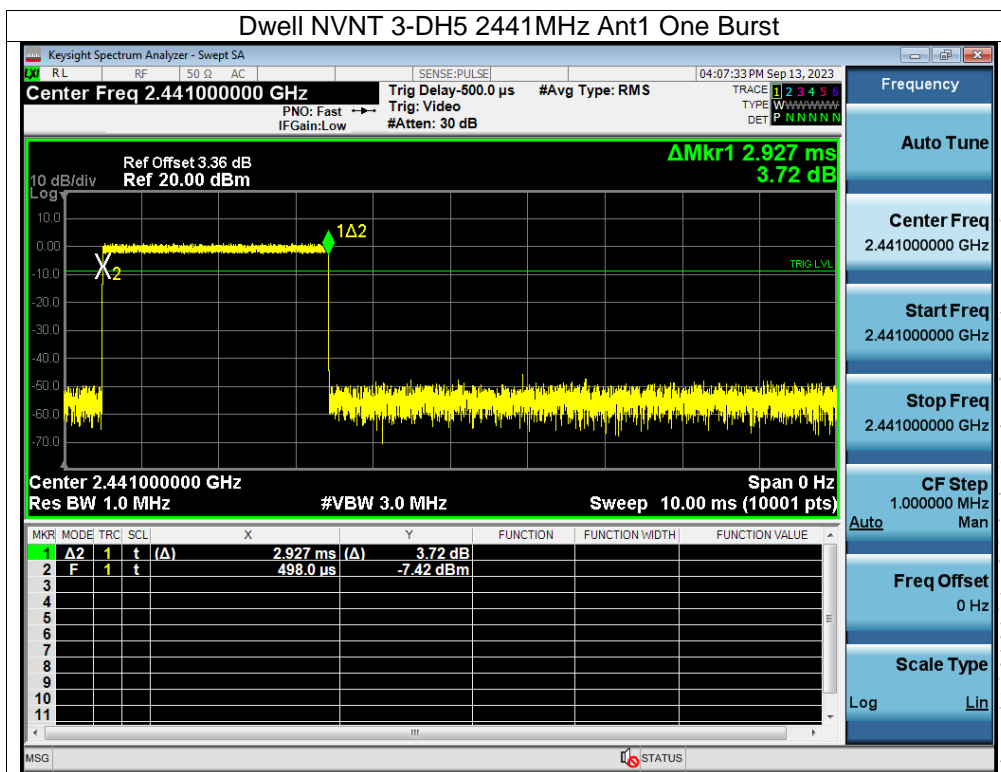 Dwell NVNT 3-DH5 2441MHz Ant1 One Burst
Keysight Spectrum Analyzer - Swept SA
LXI RL RF 50 Ω AC SENSE:PULSE 04:07:33 PM Sep 13, 2023
Center Freq 2.441000000 GHz
PNO: Fast
IFGain:Low
Trig Delay-500.0 µs
Trig: Video
#Atten: 30 dB
#Avg Type: RMS
TRACE 1 2 3 4 5 6
TYPE WWWWWWW
DET P N N N N N
Ref Offset 3.36 dB
10 dB/div Ref 20.00 dBm
Log
ΔMkr1 2.927 ms
3.72 dB
10.0
0.00
-10.0
-20.0
-30.0
-40.0
-50.0
-60.0
-70.0
1Δ2
X2
TRIG LVL
Center 2.441000000 GHz Span 0 Hz
Res BW 1.0 MHz #VBW 3.0 MHz Sweep 10.00 ms (10001 pts)
MKR MODE TRC SCL X Y FUNCTION FUNCTION WIDTH FUNCTION VALUE
1 Δ2 1 t (Δ) 2.927 ms (Δ) 3.72 dB
2 F 1 t 498.0 µs -7.42 dBm
3
4
5
6
7
8
9
10
11
MSG STATUS
Frequency
Auto Tune
Center Freq
2.441000000 GHz
Start Freq
2.441000000 GHz
Stop Freq
2.441000000 GHz
CF Step
1.000000 MHz
Auto Man
Freq Offset
0 Hz
Scale Type
Log Lin